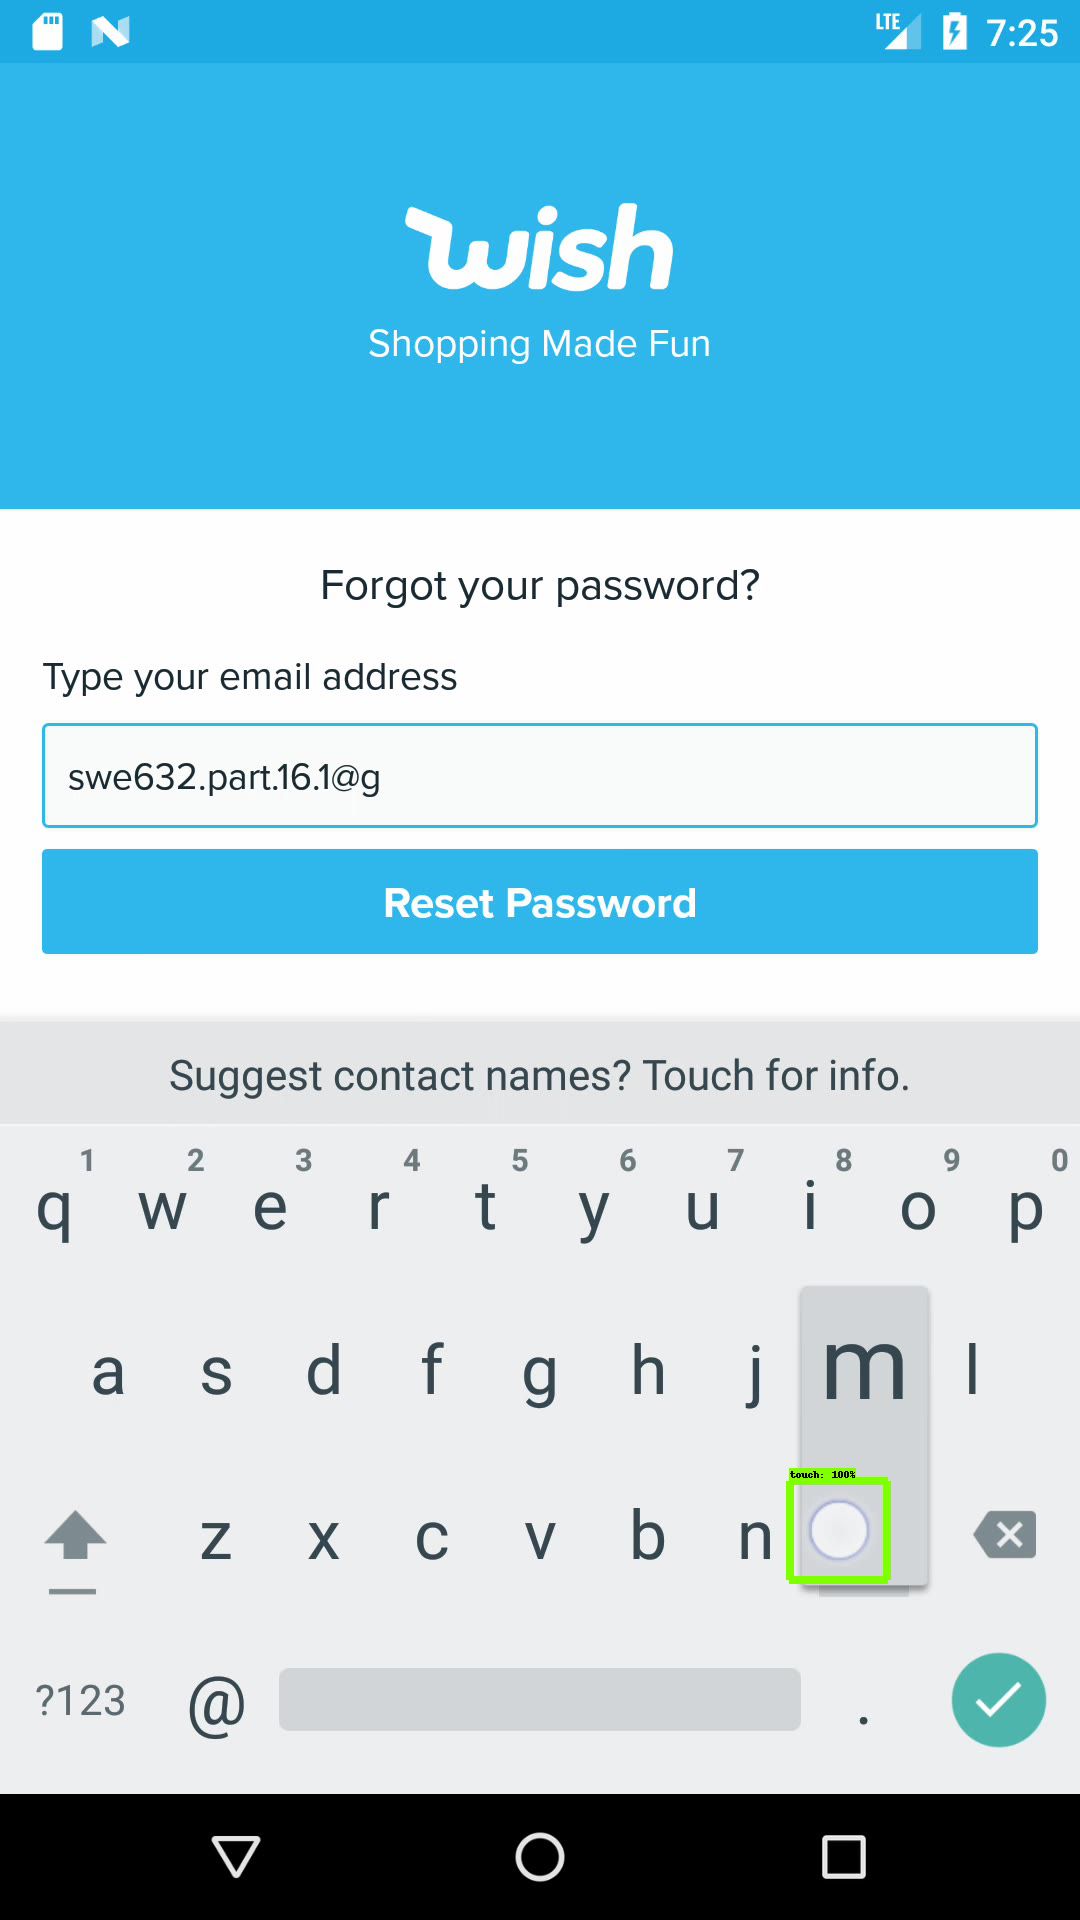 LTE 7:25
wish
Shopping Made Fun
Forgot your password?
Type your email address
swe632.part.16.1@g
Reset Password
Suggest contact names? Touch for info.
1 2 3 4 5 6 7 8 9 0
q w e r t y u i o p
a s d f g h j m l
touch: 100%
z x c v b n
?123 @ .